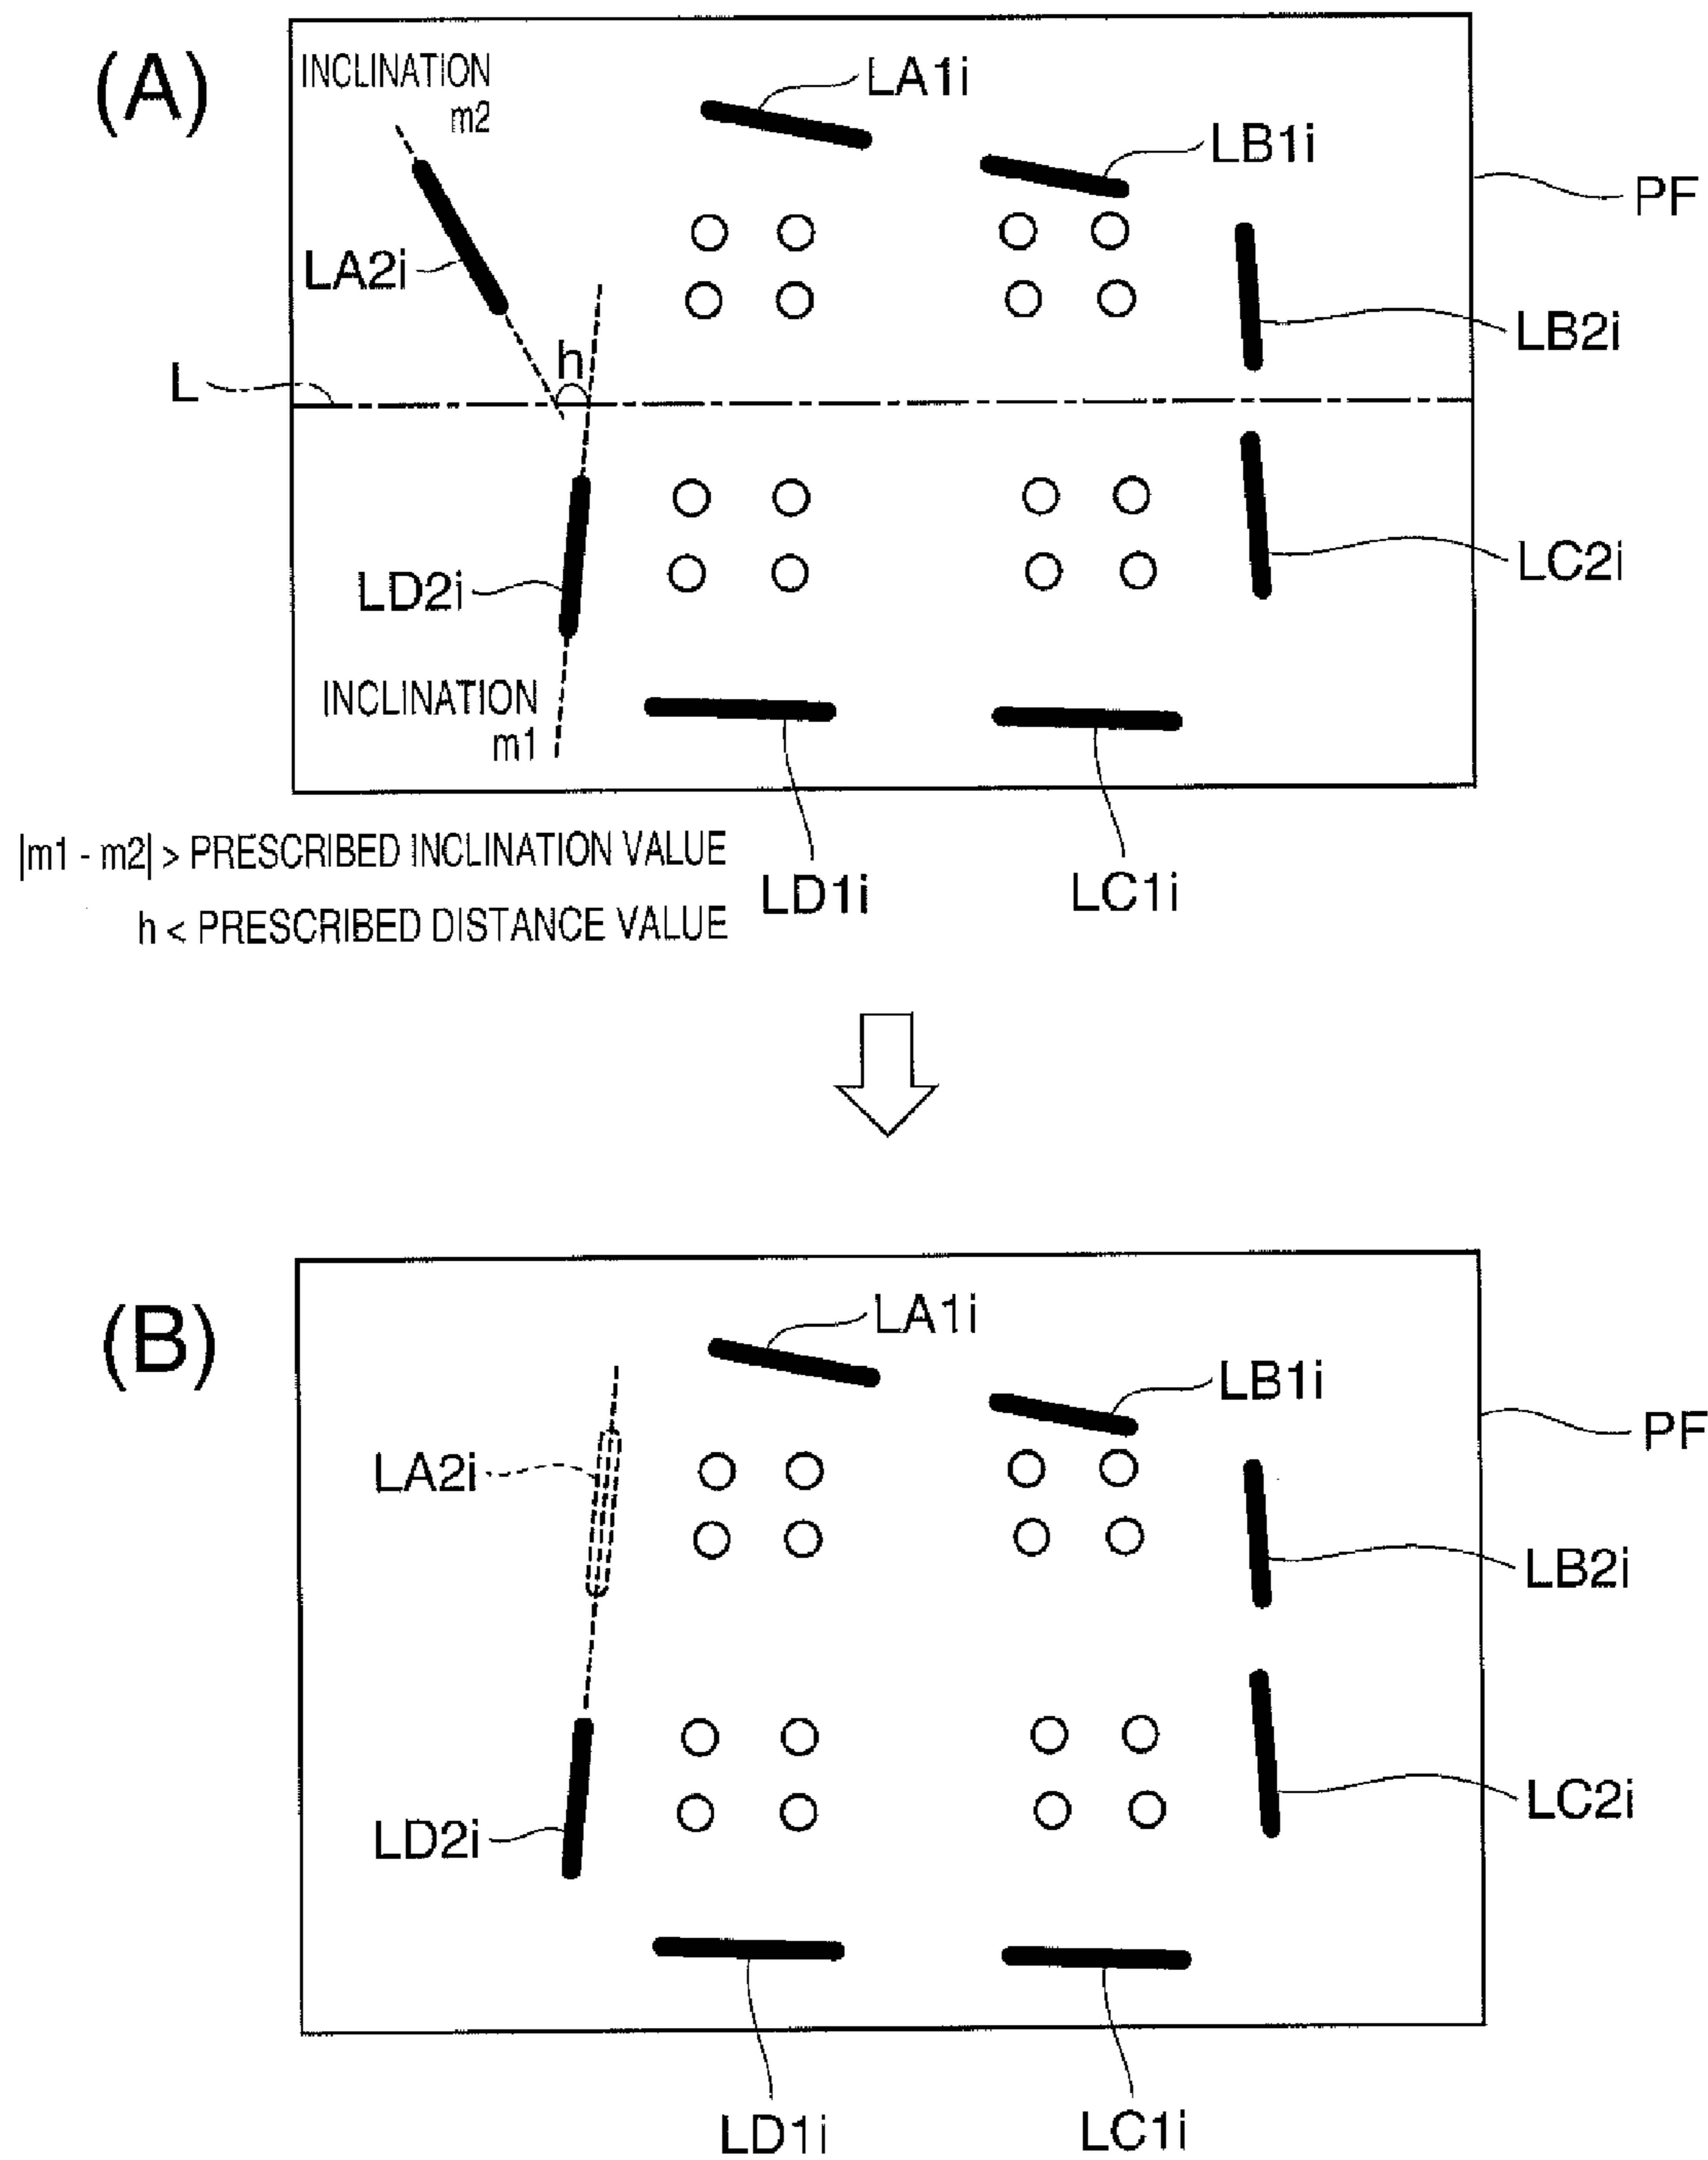 (A)
INCLINATION
m2
LA1i
LB1i
PF
LA2i
LB2i
h
L
LD2i
LC2i
INCLINATION
m1
|m1 - m2| > PRESCRIBED INCLINATION VALUE
LD1i
LC1i
h < PRESCRIBED DISTANCE VALUE
(B)
LA1i
LB1i
PF
LA2i
LB2i
LC2i
LD2i
LD1i
LC1i